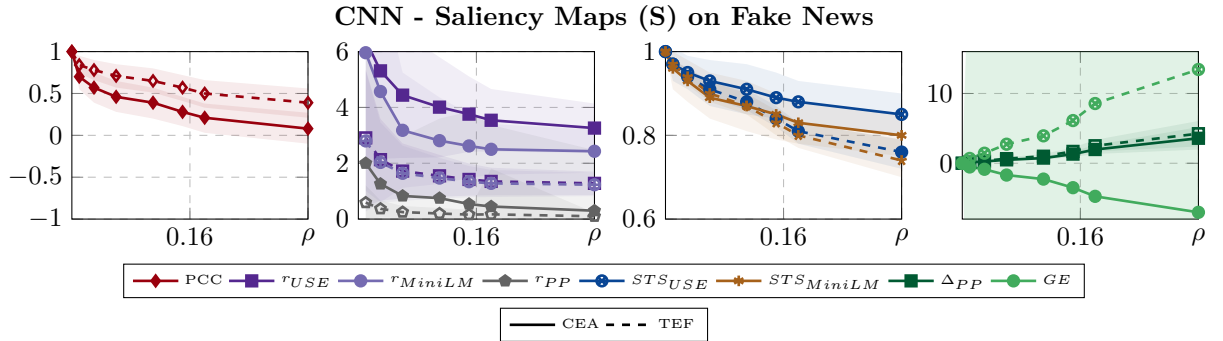 CNN - Saliency Maps (S) on Fake News
1
0.5
0
−0.5
−1
0.16
ρ
6
4
2
0
0.16
ρ
1
0.8
0.6
0.16
ρ
10
0
0.16
ρ
PCC r_USE r_MiniLM r_PP STS_USE STS_MiniLM Δ_PP GE
CEA TEF